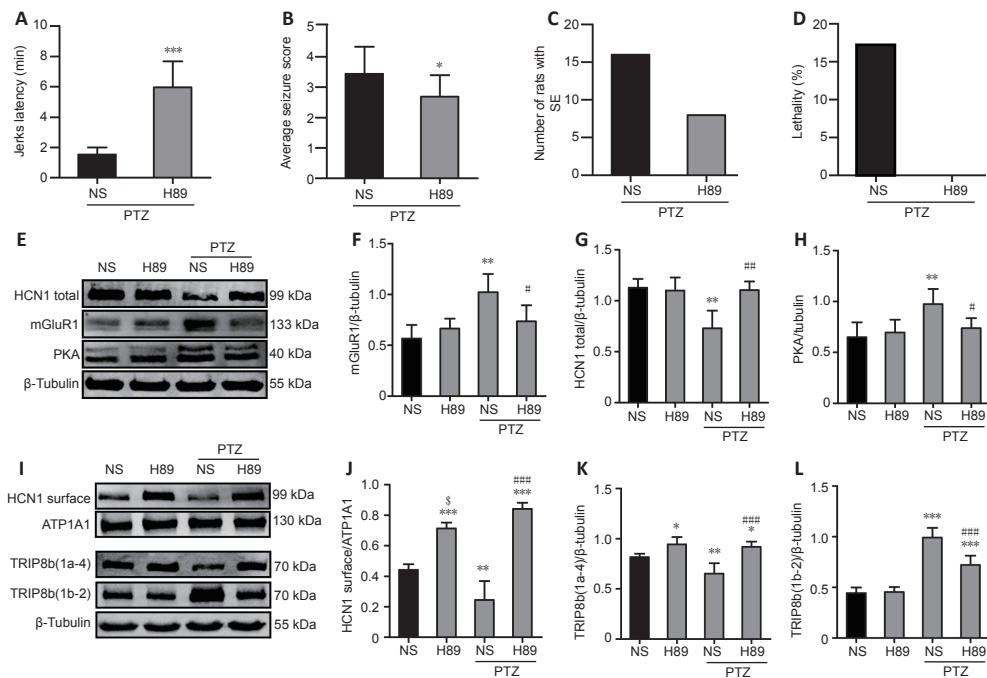 A
Jerks latency (min)
10
8
6
4
2
0
***
NS
H89
PTZ
B
Average seizure score
5
4
3
2
1
0
*
NS
H89
PTZ
C
Number of rats with
SE
20
15
10
5
0
NS
H89
PTZ
D
Lethality (%)
20
15
10
5
0
NS
H89
PTZ
E
PTZ
NS H89 NS H89
HCN1 total 99 kDa
mGluR1 133 kDa
PKA 40 kDa
β-Tubulin 55 kDa
F
mGluR1/β-tubulin
1.5
1.0
0.5
0
**
#
NS H89 NS H89
PTZ
G
HCN1 total/β-tubulin
1.5
1.0
0.5
0
**
##
NS H89 NS H89
PTZ
H
PKA/tubulin
1.5
1.0
0.5
0
**
#
NS H89 NS H89
PTZ
I
PTZ
NS H89 NS H89
HCN1 surface 99 kDa
ATP1A1 130 kDa
TRIP8b(1a-4) 70 kDa
TRIP8b(1b-2) 70 kDa
β-Tubulin 55 kDa
J
HCN1 surface/ATP1A1
1.0
0.8
0.6
0.4
0.2
0
$
***
**
###
***
NS H89 NS H89
PTZ
K
TRIP8b(1a-4)/β-tubulin
1.5
1.0
0.5
0
*
**
###
*
NS H89 NS H89
PTZ
L
TRIP8b(1b-2)/β-tubulin
1.5
1.0
0.5
0
***
###
***
NS H89 NS H89
PTZ